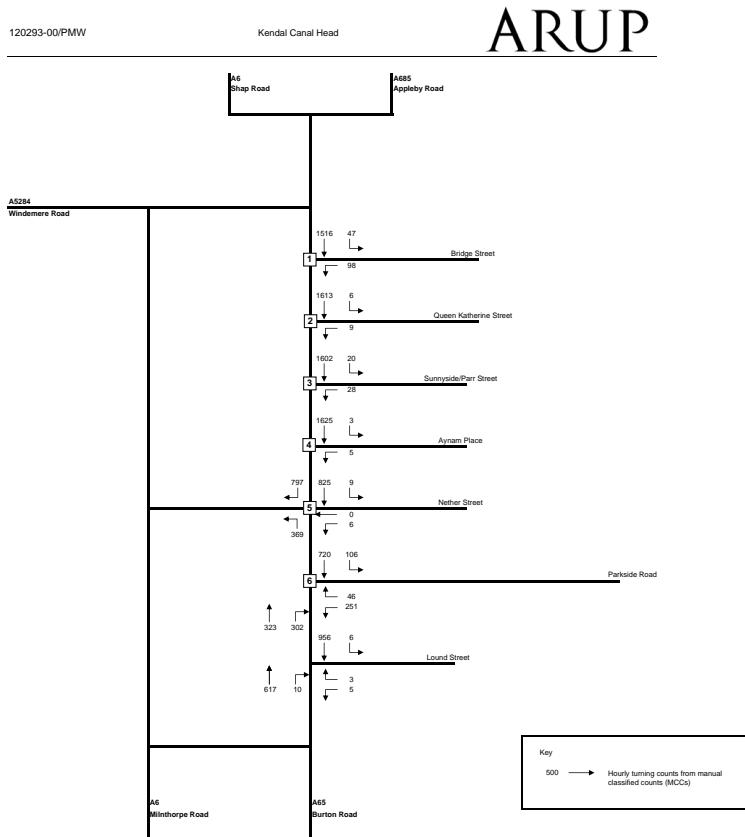 120293-00/PMW
Kendal Canal Head
ARUP
A6
Shap Road
A685
Appleby Road
A5284
Windemere Road
1516 47
1
Bridge Street
98
1613 6
2
Queen Katherine Street
9
1602 20
3
Sunnyside/Parr Street
28
1625 3
4
Aynam Place
5
797 825 9
5
Nether Street
0
6
369
720 106
6
Parkside Road
46
251
323 302
956 6
Lound Street
3
617 10
5
Key
500 Hourly turning counts from manual
classified counts (MCCs)
A6
Milnthorpe Road
A65
Burton Road